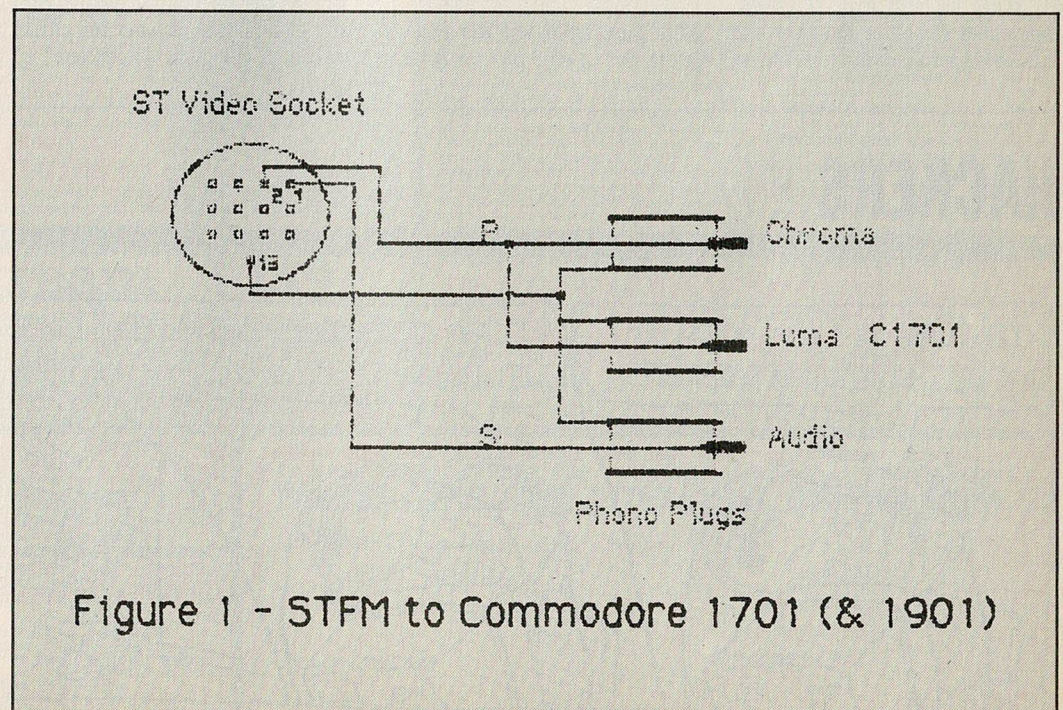 ST Video Socket
2 1
13
P
Chroma
Luma C1701
S
Audio
Phono Plugs
Figure 1 - STFM to Commodore 1701 (& 1901)